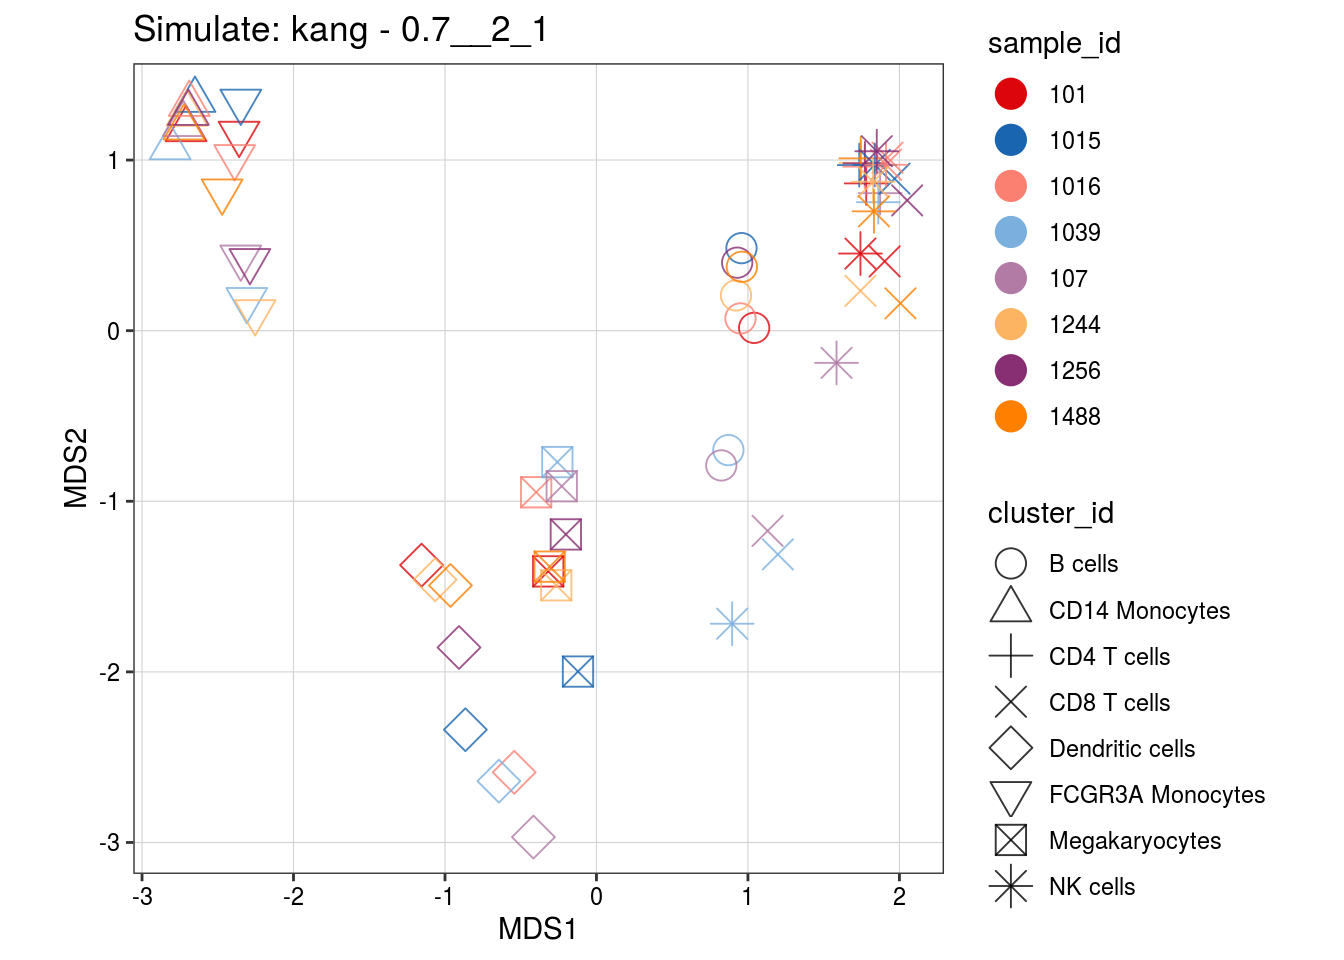 Simulate: kang - 0.7__2_1
1
0
-1
-2
-3
MDS2
-3
-2
-1
0
1
2
MDS1
sample_id
101
1015
1016
1039
107
1244
1256
1488
cluster_id
B cells
CD14 Monocytes
CD4 T cells
CD8 T cells
Dendritic cells
FCGR3A Monocytes
Megakaryocytes
NK cells